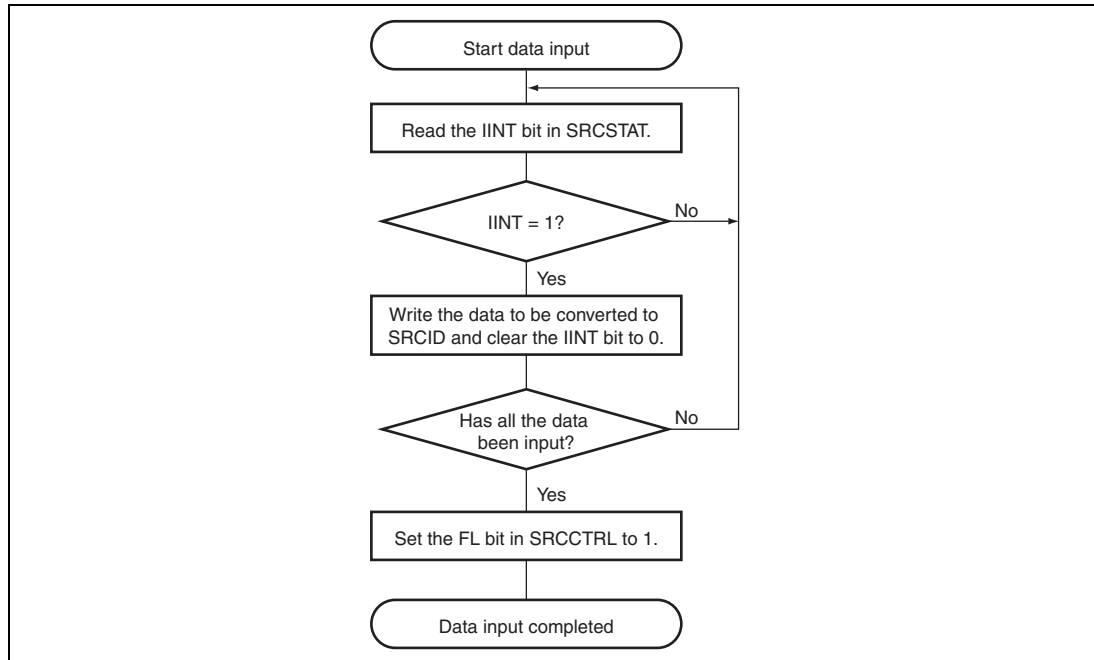 Start data input
Read the IINT bit in SRCSTAT.
IINT = 1?
No
Yes
Write the data to be converted to
SRCID and clear the IINT bit to 0.
Has all the data
been input?
No
Yes
Set the FL bit in SRCCTRL to 1.
Data input completed